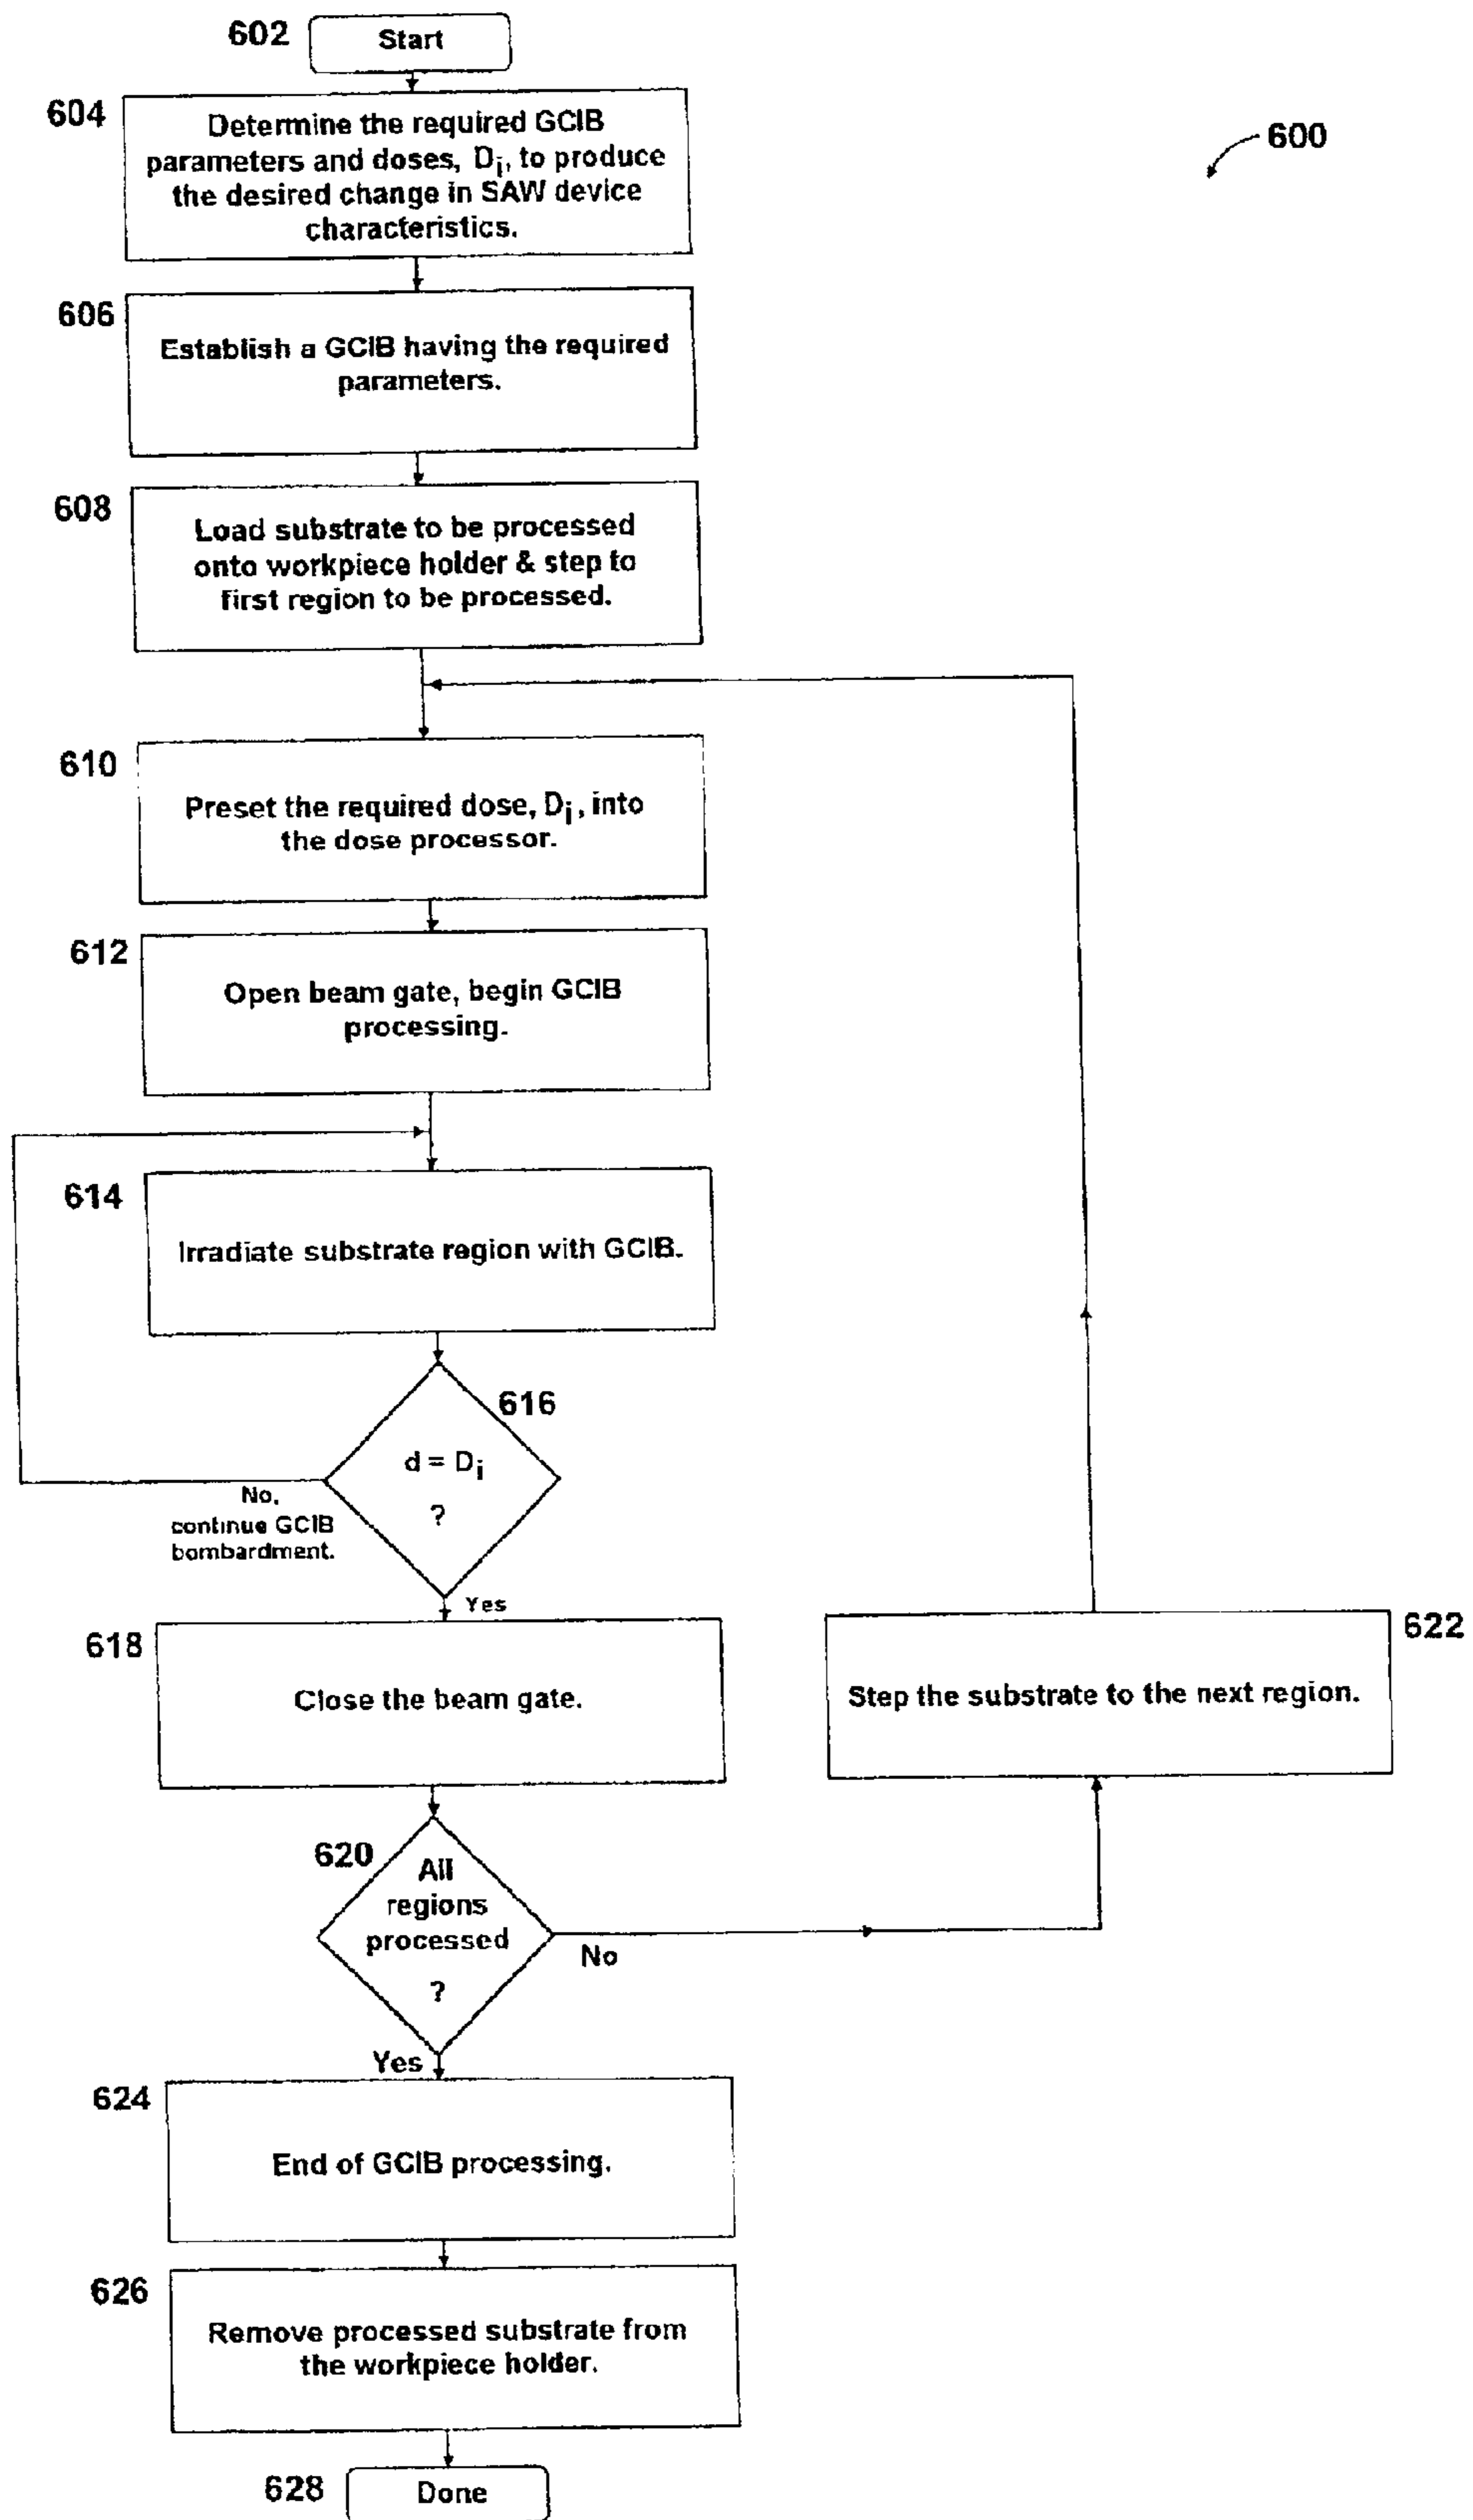 602
Start
600
604
Determine the required GCIB
parameters and doses, Di, to produce
the desired change in SAW device
characteristics.
606
Establish a GCIB having the required
parameters.
608
Load substrate to be processed
onto workpiece holder & step to
first region to be processed.
610
Preset the required dose, Di, into
the dose processor.
612
Open beam gate, begin GCIB
processing.
614
Irradiate substrate region with GCIB.
616
d = Di
?
No,
continue GCIB
bombardment.
Yes
618
Close the beam gate.
622
Step the substrate to the next region.
620
All
regions
processed
?
No
Yes
624
End of GCIB processing.
626
Remove processed substrate from
the workpiece holder.
628
Done